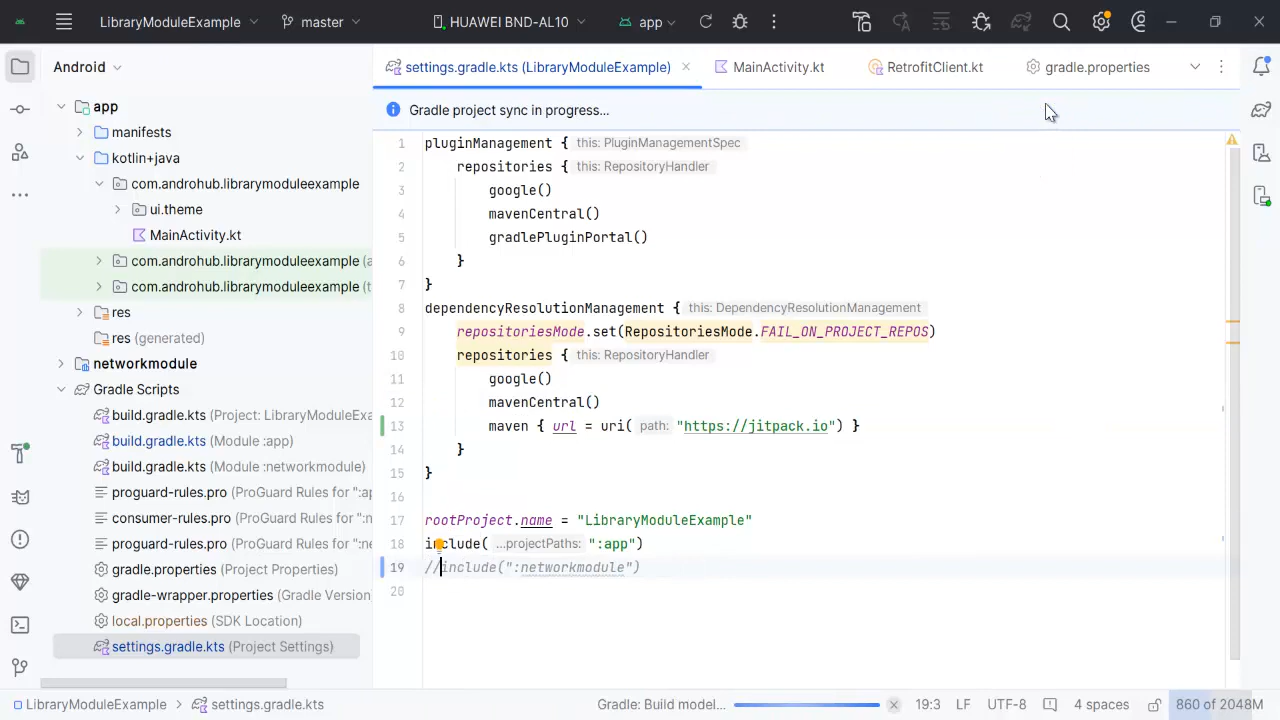 LibraryModuleExample master HUAWEI BND-AL10 app
Android
settings.gradle.kts (LibraryModuleExample) MainActivity.kt RetrofitClient.kt gradle.properties
Gradle project sync in progress...
app
manifests
kotlin+java
com.androhub.librarymoduleexample
ui.theme
MainActivity.kt
com.androhub.librarymoduleexample (a
com.androhub.librarymoduleexample (t
res
res (generated)
networkmodule
Gradle Scripts
build.gradle.kts (Project: LibraryModuleExa
build.gradle.kts (Module :app)
build.gradle.kts (Module :networkmodule)
proguard-rules.pro (ProGuard Rules for ":a
consumer-rules.pro (ProGuard Rules for ":n
proguard-rules.pro (ProGuard Rules for ":ne
gradle.properties (Project Properties)
gradle-wrapper.properties (Gradle Version
local.properties (SDK Location)
settings.gradle.kts (Project Settings)
1 pluginManagement { this: PluginManagementSpec
2 repositories { this: RepositoryHandler
3 google()
4 mavenCentral()
5 gradlePluginPortal()
6 }
7 }
8 dependencyResolutionManagement { this: DependencyResolutionManagement
9 repositoriesMode.set(RepositoriesMode.FAIL_ON_PROJECT_REPOS)
10 repositories { this: RepositoryHandler
11 google()
12 mavenCentral()
13 maven { url = uri( path: "https://jitpack.io") }
14 }
15 }
16
17 rootProject.name = "LibraryModuleExample"
18 include( ...projectPaths: ":app")
19 //include(":networkmodule")
20
LibraryModuleExample > settings.gradle.kts Gradle: Build model... 19:3 LF UTF-8 4 spaces 860 of 2048M